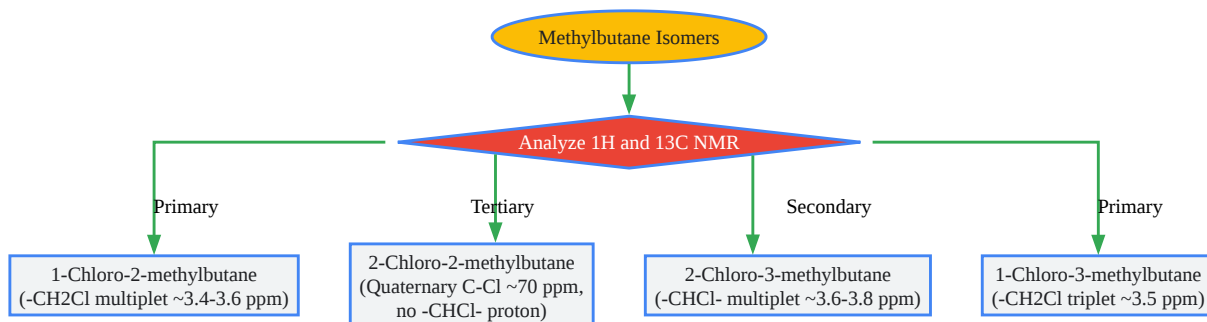 Methylbutane Isomers
Analyze 1H and 13C NMR
Primary
Tertiary
Secondary
Primary
1-Chloro-2-methylbutane
(-CH2Cl multiplet ~3.4-3.6 ppm)
2-Chloro-2-methylbutane
(Quaternary C-Cl ~70 ppm,
no -CHCl- proton)
2-Chloro-3-methylbutane
(-CHCl- multiplet ~3.6-3.8 ppm)
1-Chloro-3-methylbutane
(-CH2Cl triplet ~3.5 ppm)